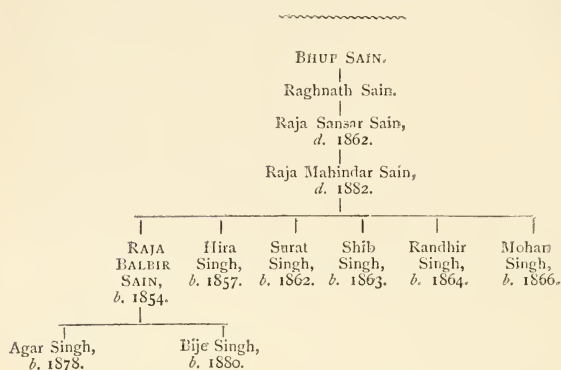 BHUP SAIN.
Raghnath Sain.
Raja Sansar Sain,
d. 1862.
Raja Mahindar Sain,
d. 1882.
RAJA BALBIR SAIN, b. 1854.
Hira Singh, b. 1857.
Surat Singh, b. 1862.
Shib Singh, b. 1863.
Randhir Singh, b. 1864.
Mohan Singh, b. 1866.
Agar Singh,
b. 1878.
Bije Singh,
b. 1880.